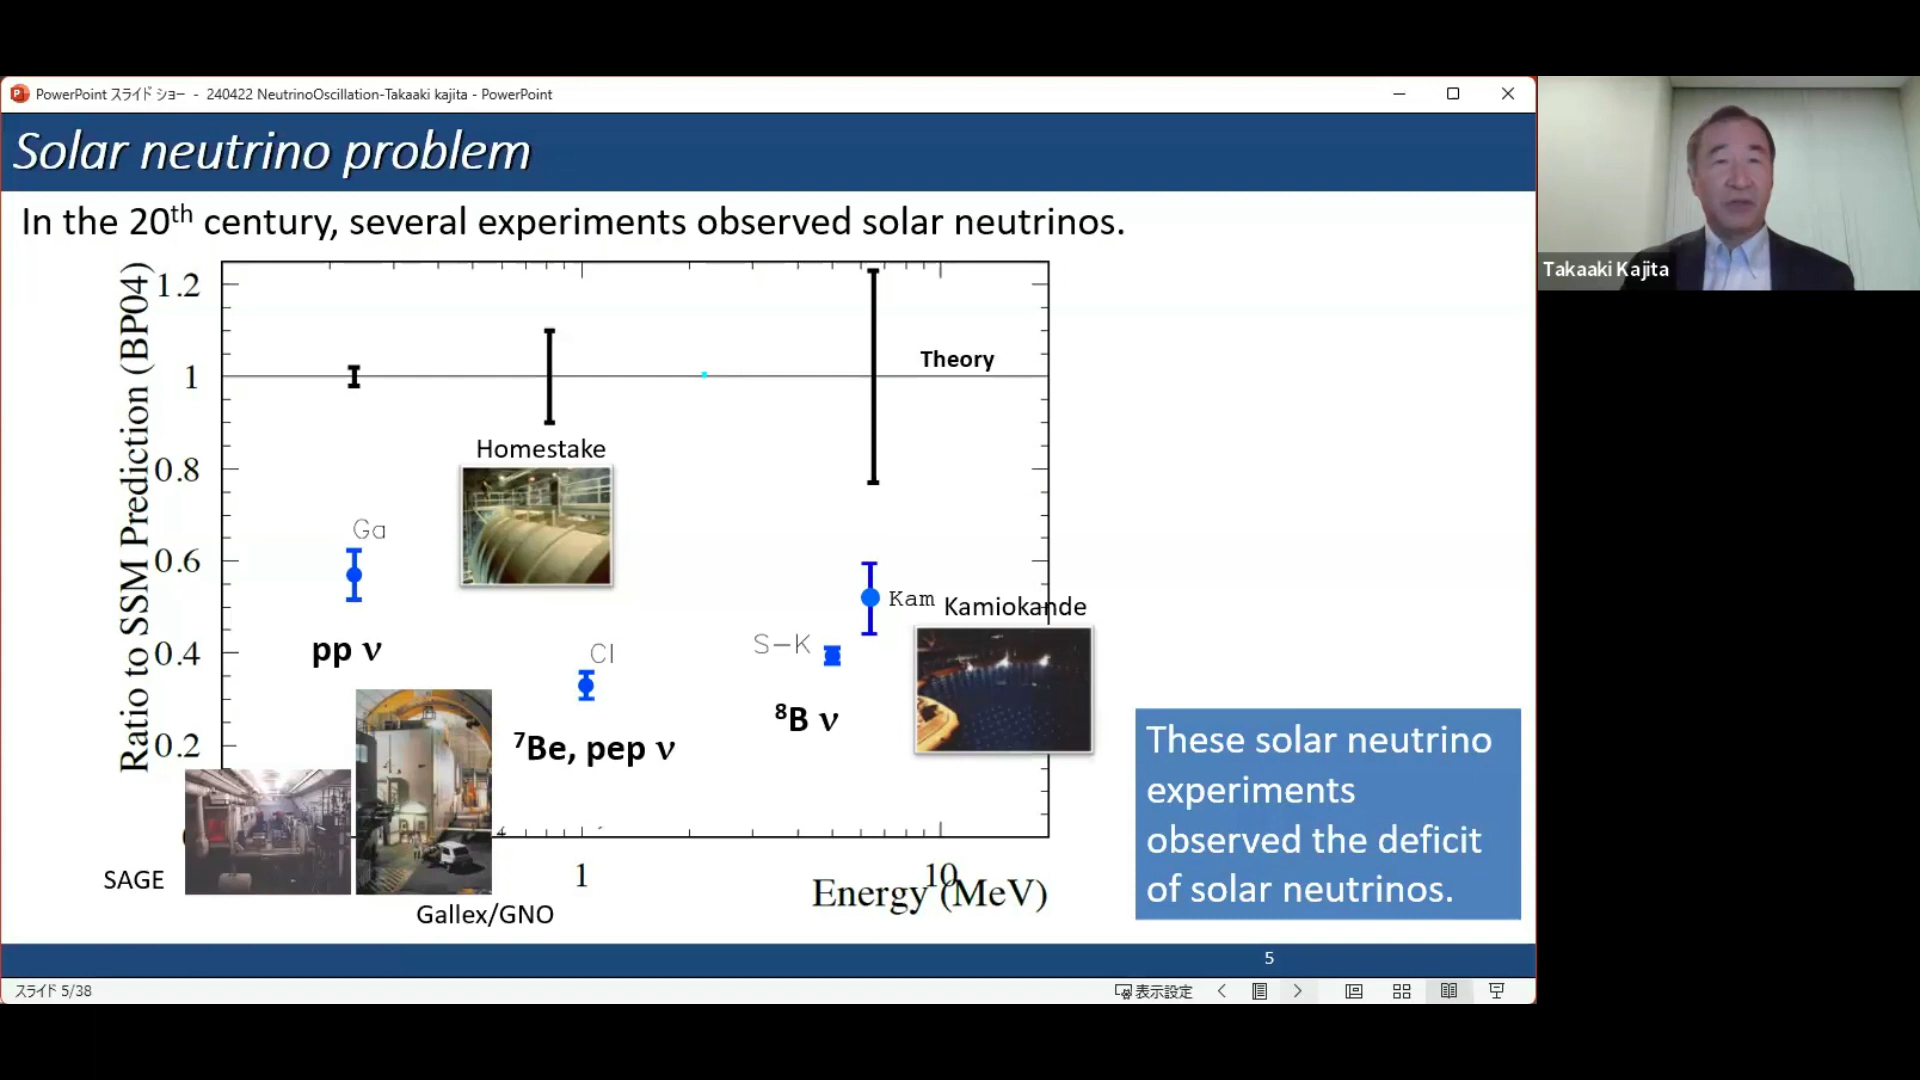 PowerPoint スライド ショー - 240422 NeutrinoOscillation-Takaaki kajita - PowerPoint
Solar neutrino problem
In the 20th century, several experiments observed solar neutrinos.
Takaaki Kajita
Ratio to SSM Prediction (BP04)
1.2
1
0.8
0.6
0.4
0.2
Theory
Homestake
Ga
Kam
Kamiokande
pp ν
Cl
S-K
8B ν
7Be, pep ν
These solar neutrino
experiments
observed the deficit
of solar neutrinos.
SAGE
Gallex/GNO
1
10
Energy (MeV)
5
スライド 5/38
表示設定